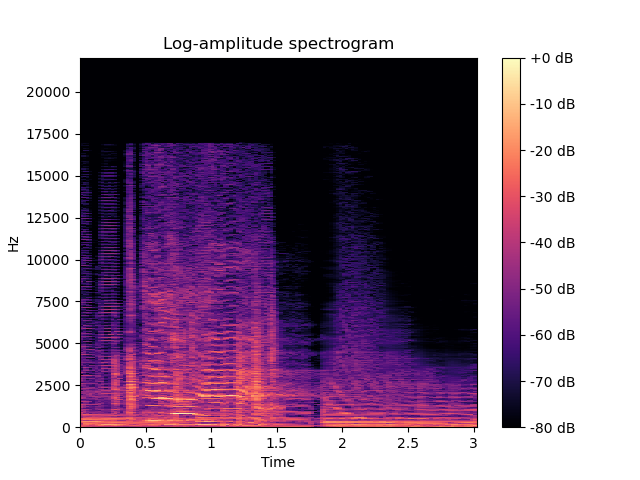 Log-amplitude spectrogram
Hz
20000
17500
15000
12500
10000
7500
5000
2500
0
0 0.5 1 1.5 2 2.5 3
Time
+0 dB
-10 dB
-20 dB
-30 dB
-40 dB
-50 dB
-60 dB
-70 dB
-80 dB